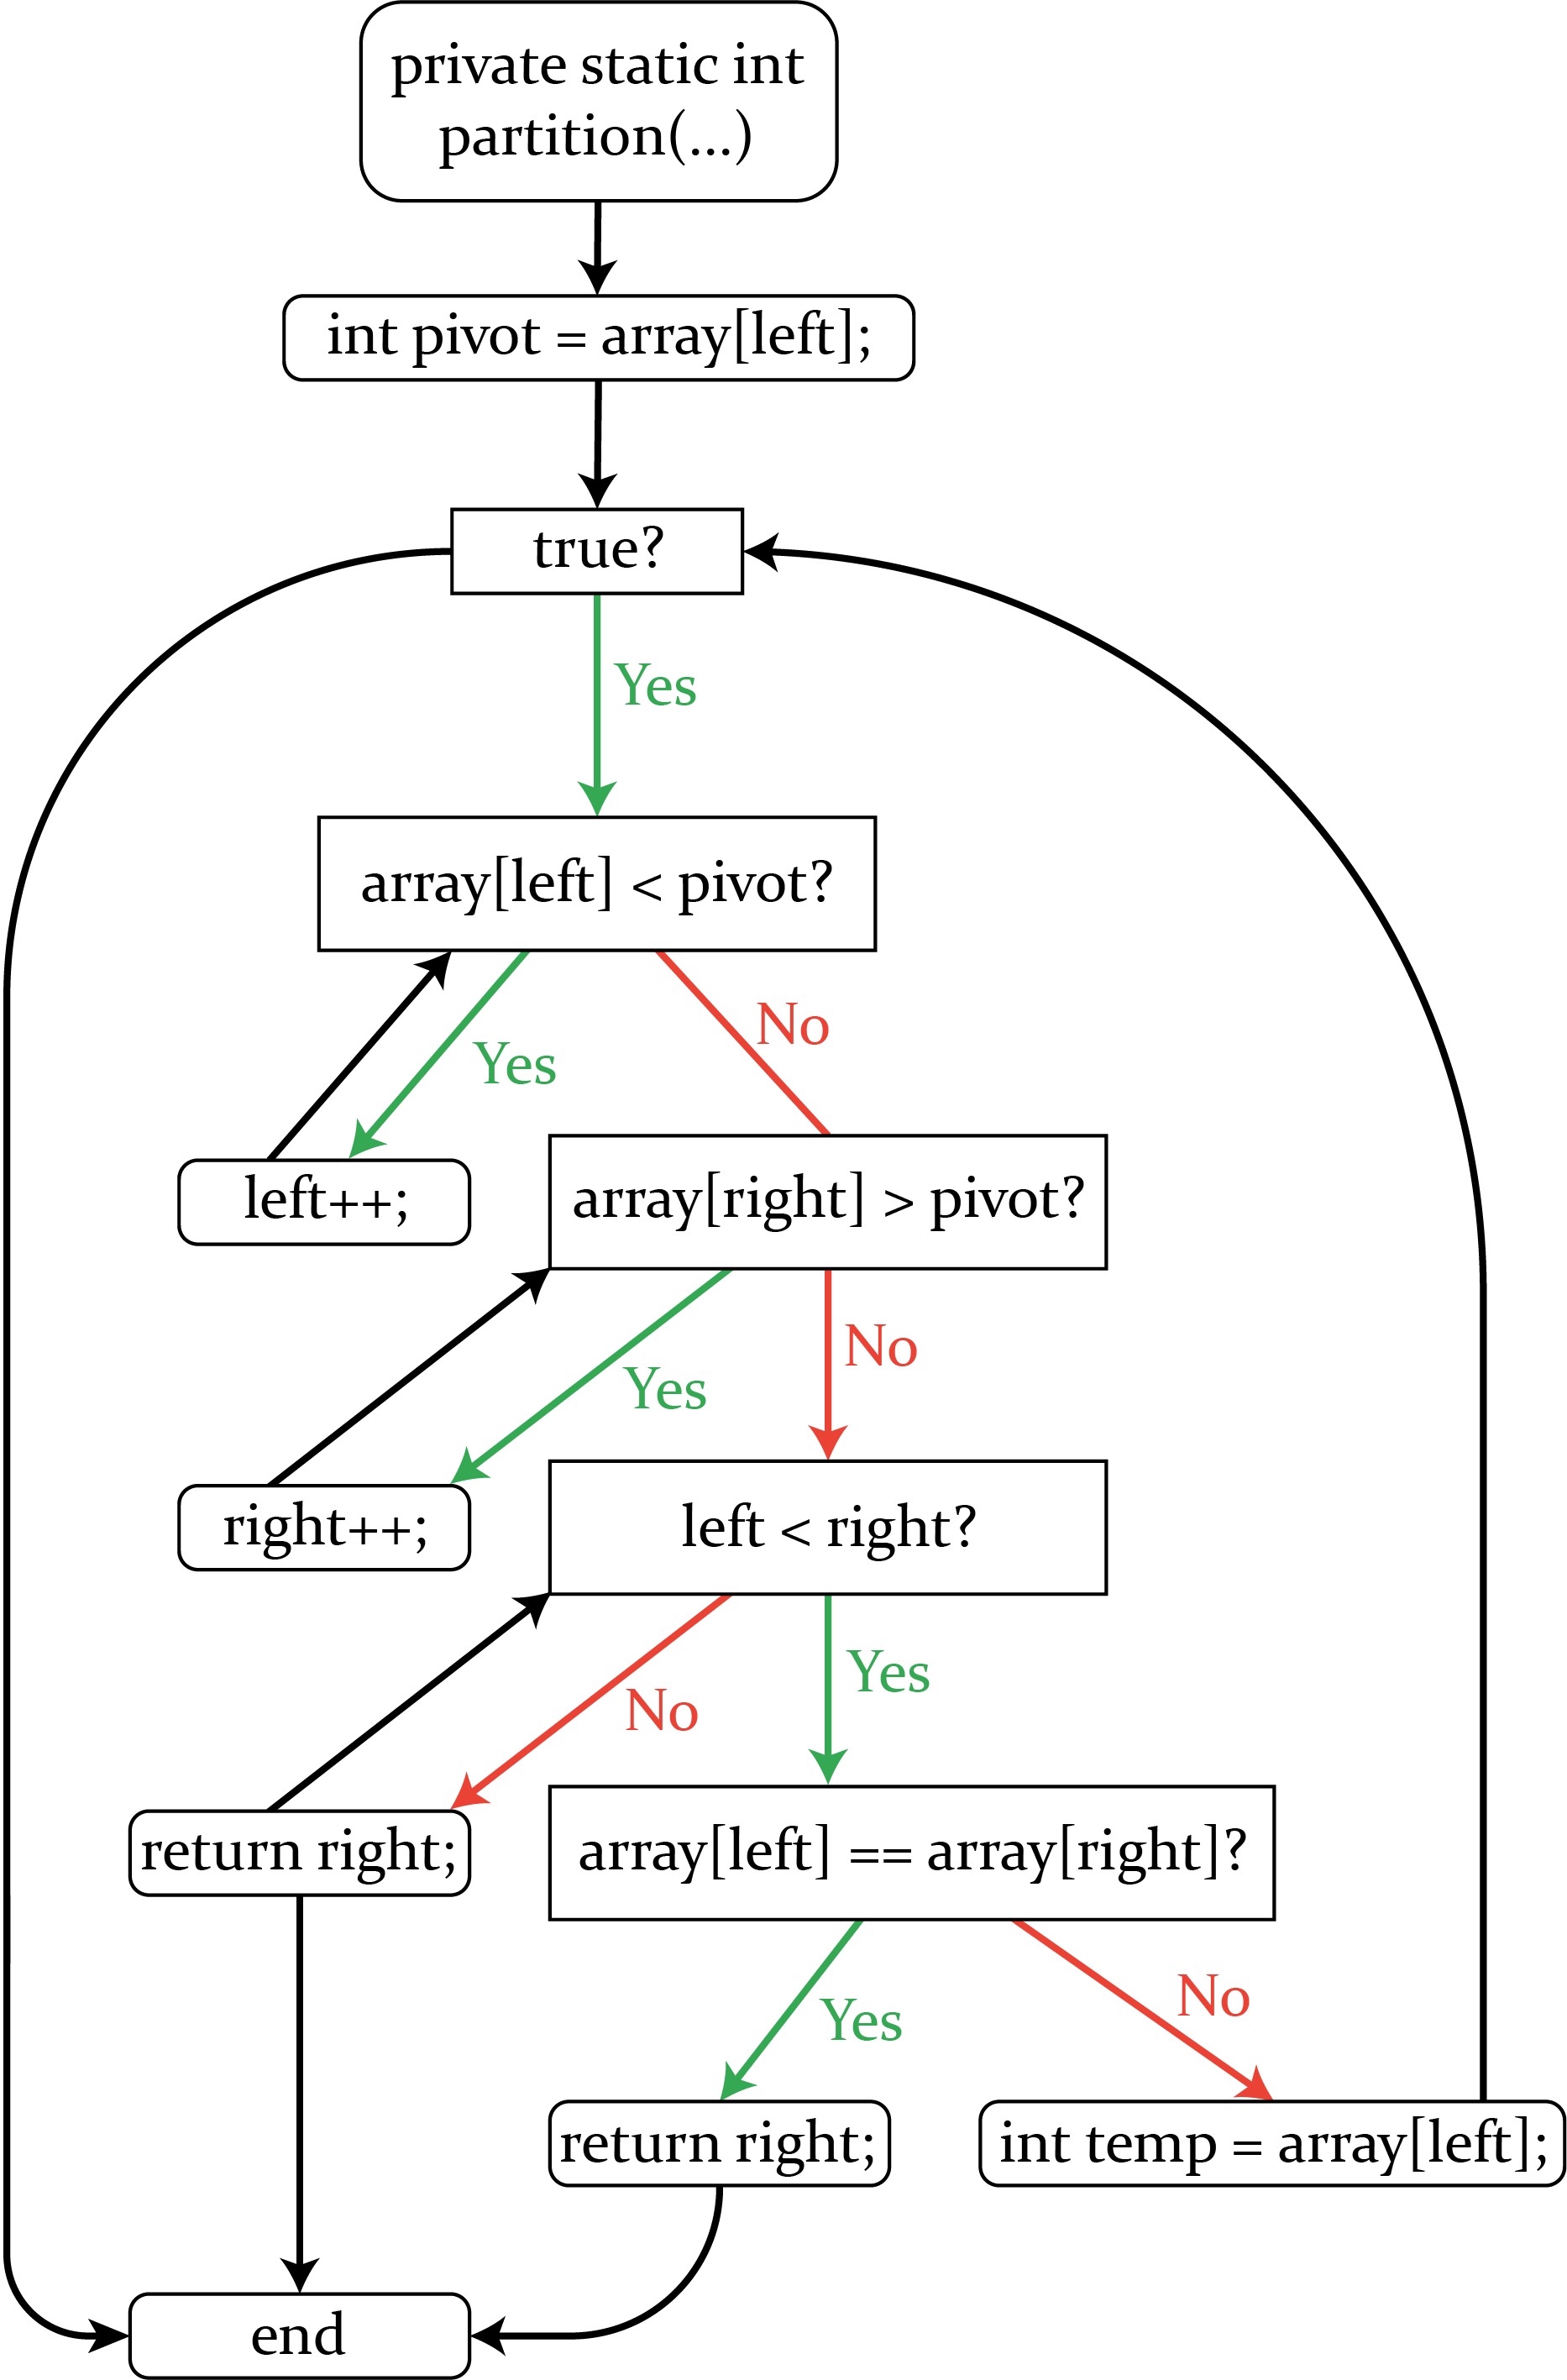 private static int
partition(...)
int pivot = array[left];
true?
Yes
array[left] < pivot?
No
Yes
left++;
array[right] > pivot?
No
Yes
right++;
left < right?
Yes
No
return right;
array[left] == array[right]?
No
Yes
return right;
int temp = array[left];
end